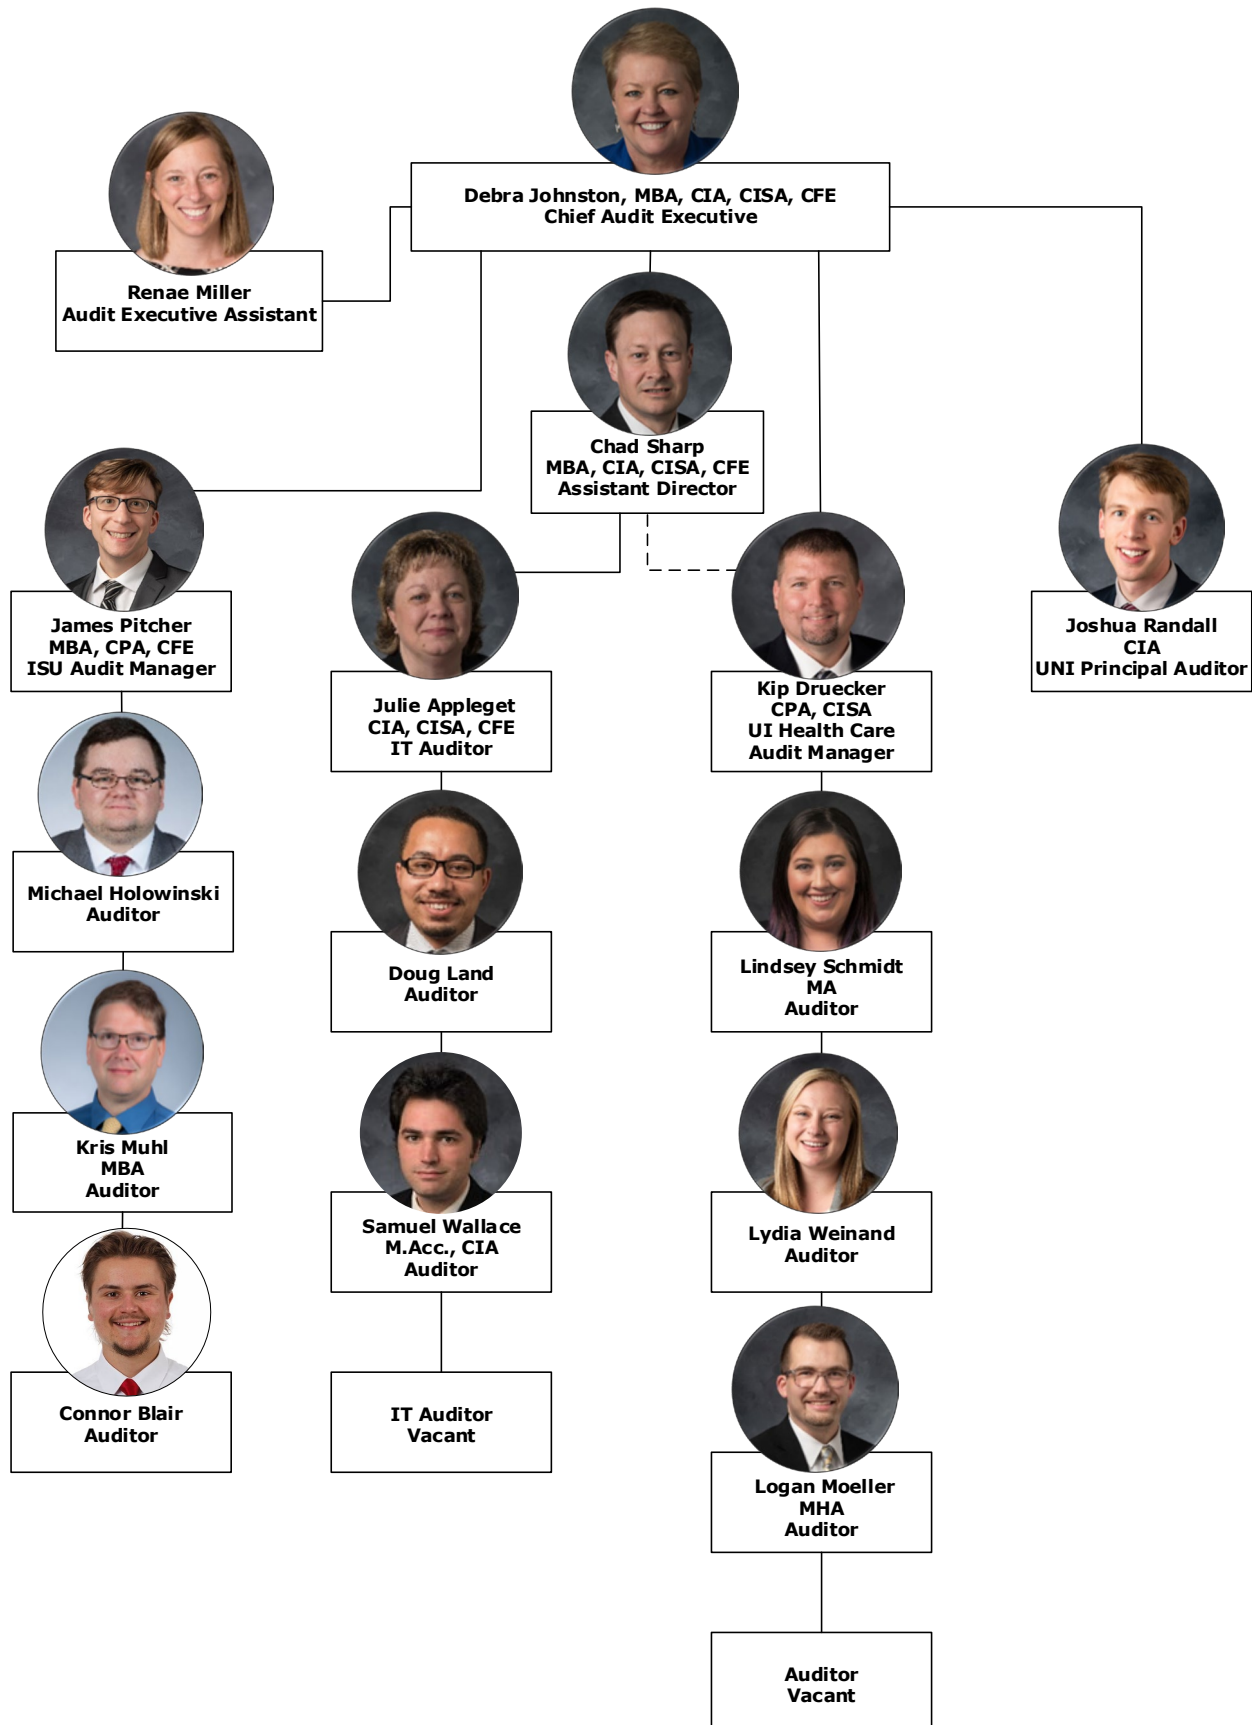 Debra Johnston, MBA, CIA, CISA, CFE
Chief Audit Executive
Renae Miller
Audit Executive Assistant
Chad Sharp
MBA, CIA, CISA, CFE
Assistant Director
James Pitcher
MBA, CPA, CFE
ISU Audit Manager
Julie Appleget
CIA, CISA, CFE
IT Auditor
Kip Druecker
CPA, CISA
UI Health Care
Audit Manager
Joshua Randall
CIA
UNI Principal Auditor
Michael Holowinski
Auditor
Doug Land
Auditor
Lindsey Schmidt
MA
Auditor
Kris Muhl
MBA
Auditor
Samuel Wallace
M.Acc., CIA
Auditor
Lydia Weinand
Auditor
Connor Blair
Auditor
IT Auditor
Vacant
Logan Moeller
MHA
Auditor
Auditor
Vacant